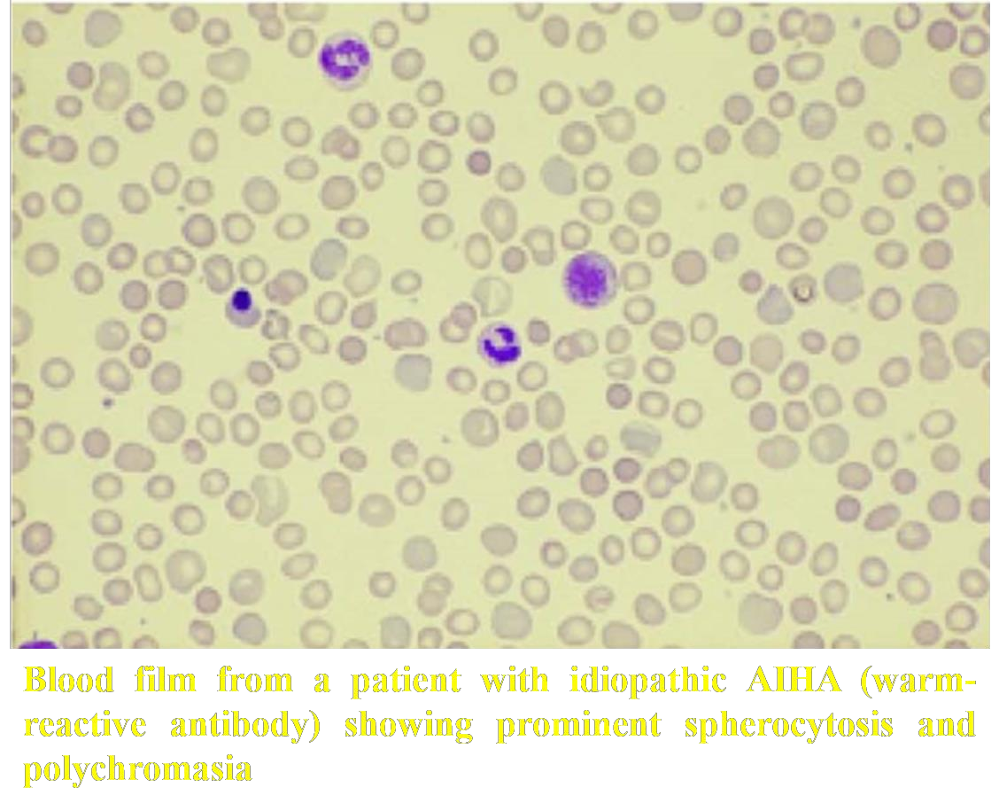 Blood film from a patient with idiopathic AIHA (warm-
reactive antibody) showing prominent spherocytosis and
polychromasia